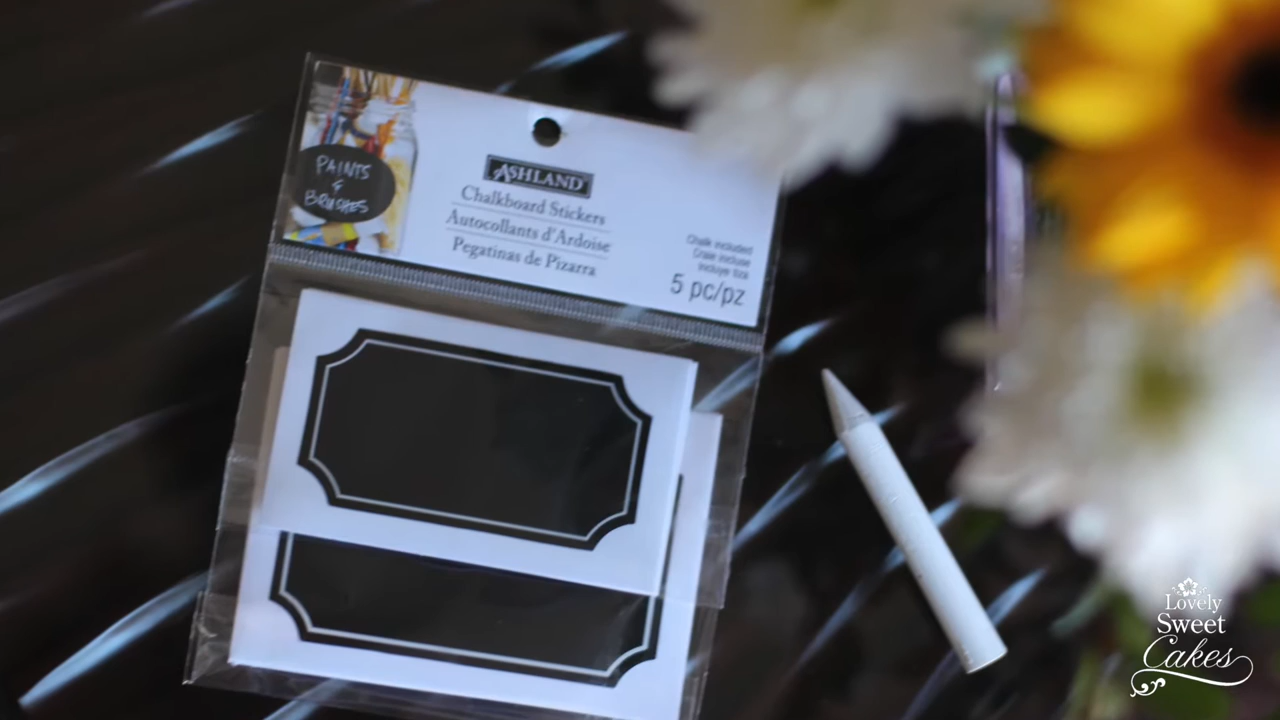 PAINTS
&
BRUSHES
ASHLAND
Chalkboard Stickers
Autocollants d'Ardoise
Pegatinas de Pizarra
Chalk included
Craie incluse
Incluye tiza
5 pc/pz
Lovely
Sweet
Cakes